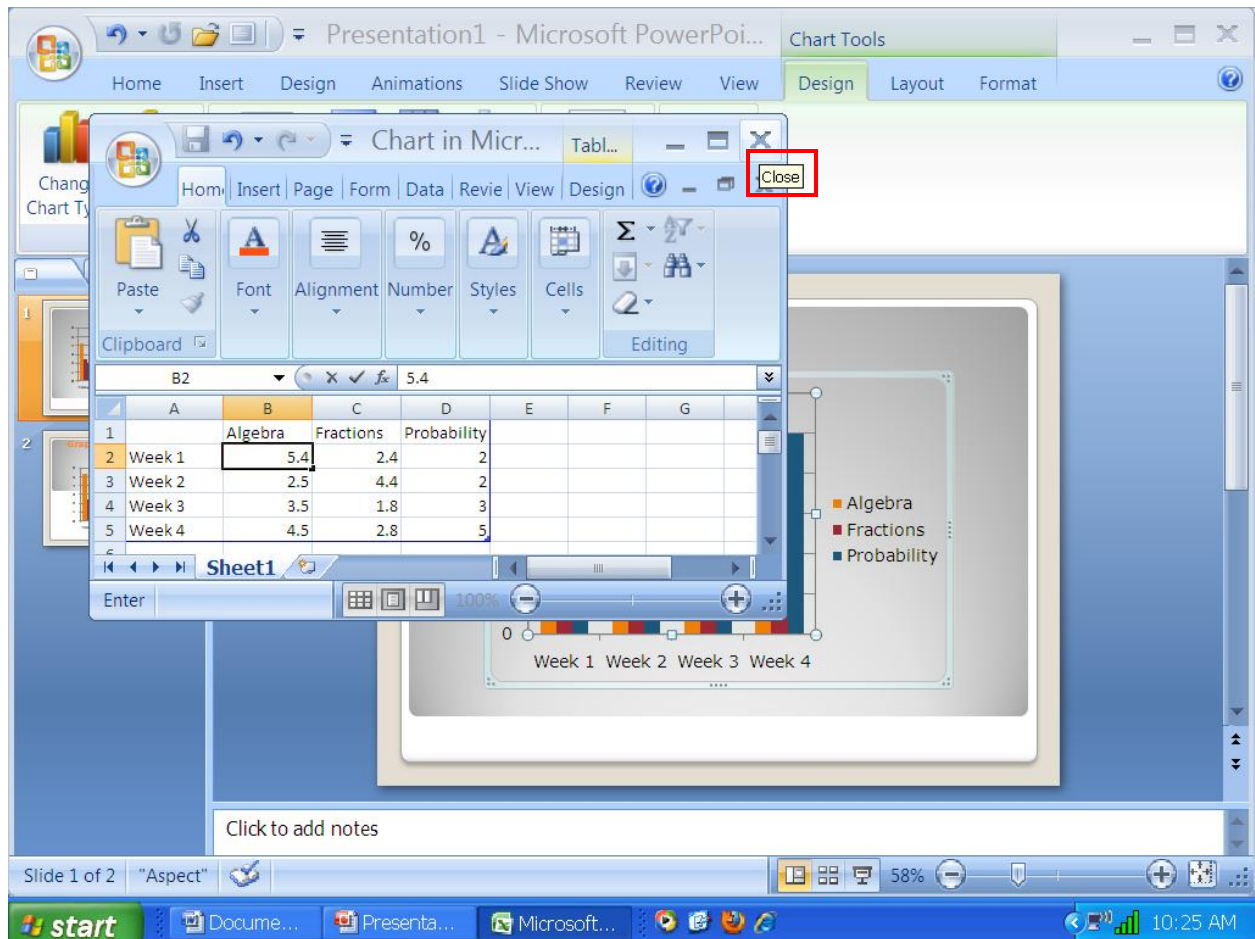 Presentation1 - Microsoft PowerPoi...
Chart Tools
Home Insert Design Animations Slide Show Review View Design Layout Format
Chang
Chart Ty
Chart in Micr... Tabl...
Close
Hom Insert Page Form Data Revie View Design
Paste Font Alignment Number Styles Cells
Clipboard Editing
B2 fx 5.4
A B C D E F G
1 Algebra Fractions Probability
2 Week 1 5.4 2.4 2
3 Week 2 2.5 4.4 2
4 Week 3 3.5 1.8 3
5 Week 4 4.5 2.8 5
6
Sheet1
Enter 100%
1
2
Algebra
Fractions
Probability
0
Week 1 Week 2 Week 3 Week 4
Click to add notes
Slide 1 of 2 "Aspect" 58%
start Docume... Presenta... Microsoft... 10:25 AM